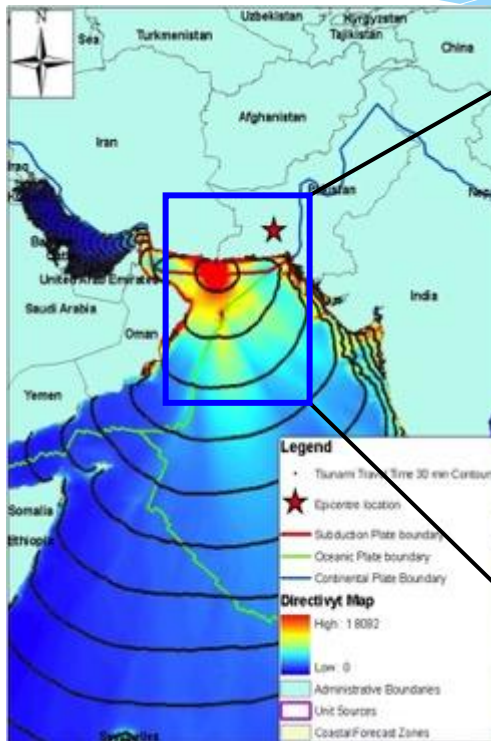 Uzbekistan
Kyrgyzstan
Sea
Turkmenistan
Tajikistan
China
Afghanistan
Iran
Iraq
Pakistan
United Arab Emirates
Saudi Arabia
India
Oman
Yemen
Somalia
Ethiopia
Legend
Tsunami Travel Time 30 min Contour
Epicentre location
Subduction Plate boundary
Oceanic Plate boundary
Continental Plate Boundary
Directivyt Map
High : 1.8092
Low : 0
Administrative Boundaries
Unit Sources
Coastal Forecast Zones
Seychelles